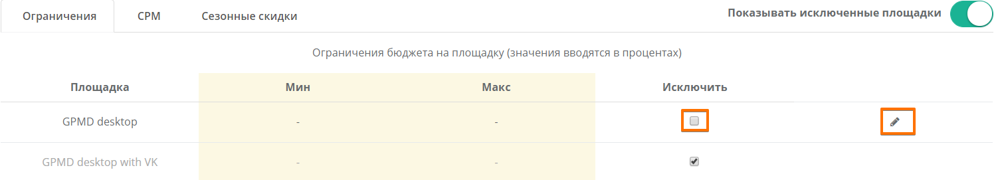 Ограничения CPM Сезонные скидки Показывать исключенные площадки
Ограничения бюджета на площадку (значения вводятся в процентах)
Площадка Мин Макс Исключить
GPMD desktop - -
GPMD desktop with VK - -